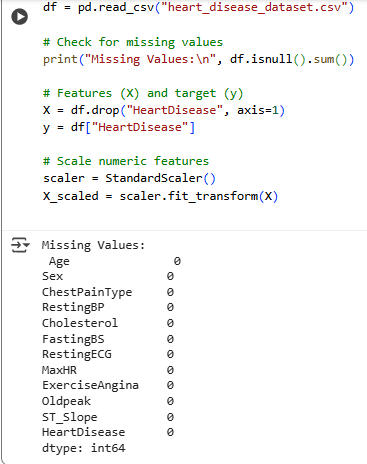 df = pd.read_csv("heart_disease_dataset.csv")
# Check for missing values
print("Missing Values:\n", df.isnull().sum())
# Features (X) and target (y)
X = df.drop("HeartDisease", axis=1)
y = df["HeartDisease"]
# Scale numeric features
scaler = StandardScaler()
X_scaled = scaler.fit_transform(X)
Missing Values:
Age 0
Sex 0
ChestPainType 0
RestingBP 0
Cholesterol 0
FastingBS 0
RestingECG 0
MaxHR 0
ExerciseAngina 0
Oldpeak 0
ST_Slope 0
HeartDisease 0
dtype: int64